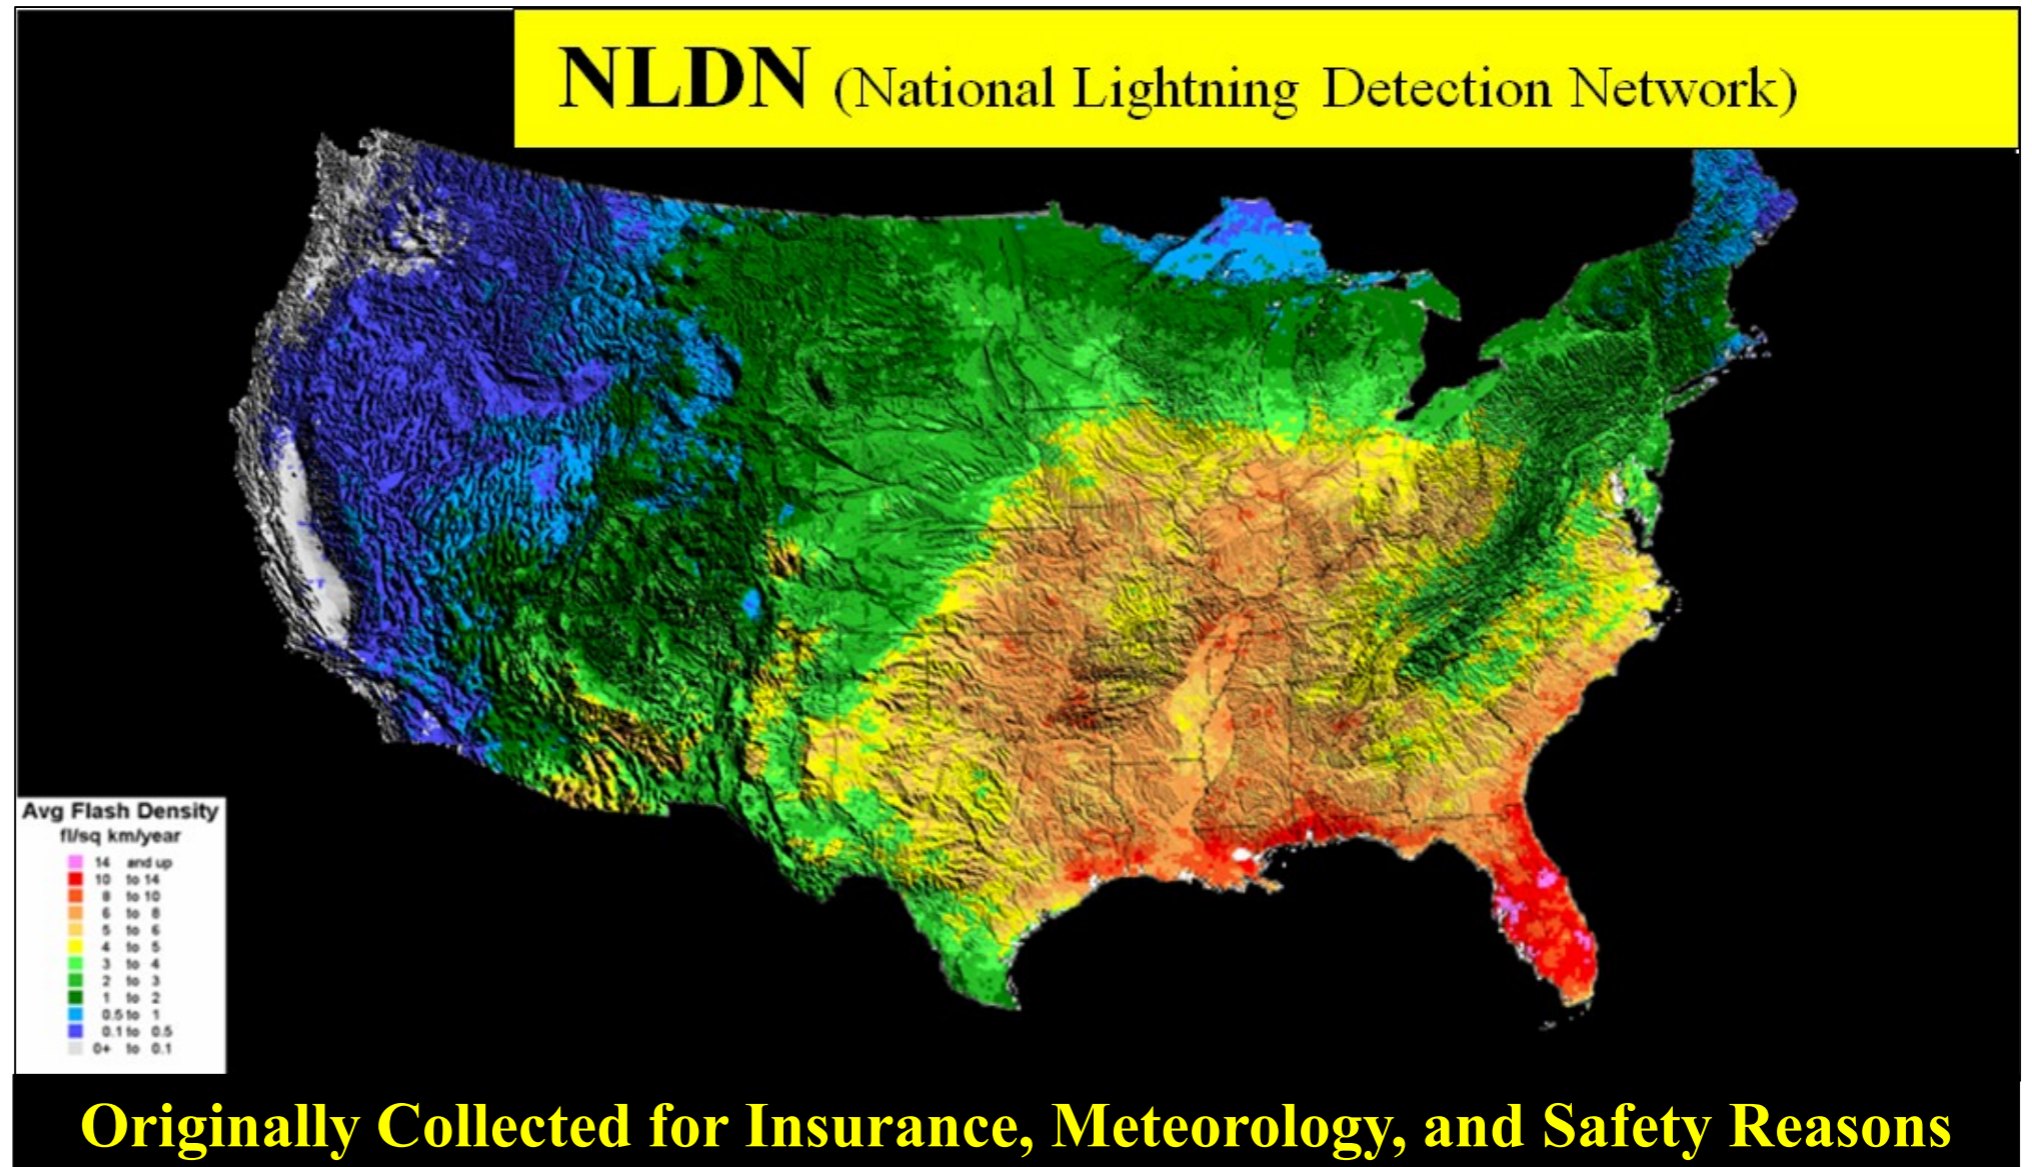 NLDN (National Lightning Detection Network)
Avg Flash Density
fl/sq km/year
14 and up
10 to 14
8 to 10
6 to 8
5 to 6
4 to 5
3 to 4
2 to 3
1 to 2
0.5 to 1
0.1 to 0.5
0+ to 0.1
Originally Collected for Insurance, Meteorology, and Safety Reasons